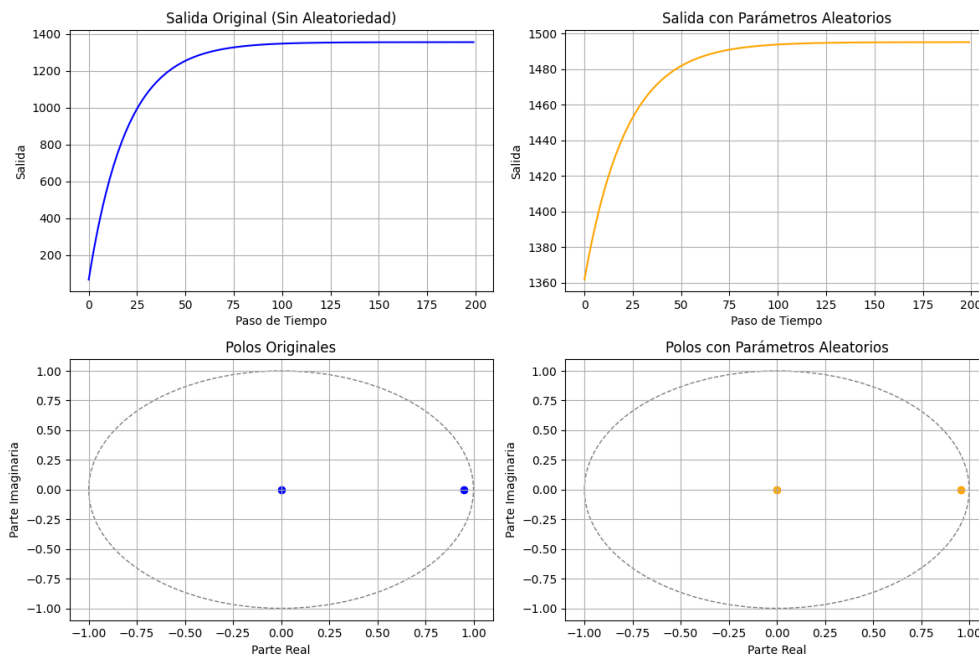 Salida Original (Sin Aleatoriedad)
1400
1200
1000
800
600
400
200
Salida
0 25 50 75 100 125 150 175 200
Paso de Tiempo
Salida con Parámetros Aleatorios
1500
1480
1460
1440
1420
1400
1380
1360
Salida
0 25 50 75 100 125 150 175 200
Paso de Tiempo
Polos Originales
1.00
0.75
0.50
0.25
0.00
−0.25
−0.50
−0.75
−1.00
Parte Imaginaria
−1.00 −0.75 −0.50 −0.25 0.00 0.25 0.50 0.75 1.00
Parte Real
Polos con Parámetros Aleatorios
1.00
0.75
0.50
0.25
0.00
−0.25
−0.50
−0.75
−1.00
Parte Imaginaria
−1.00 −0.75 −0.50 −0.25 0.00 0.25 0.50 0.75 1.00
Parte Real